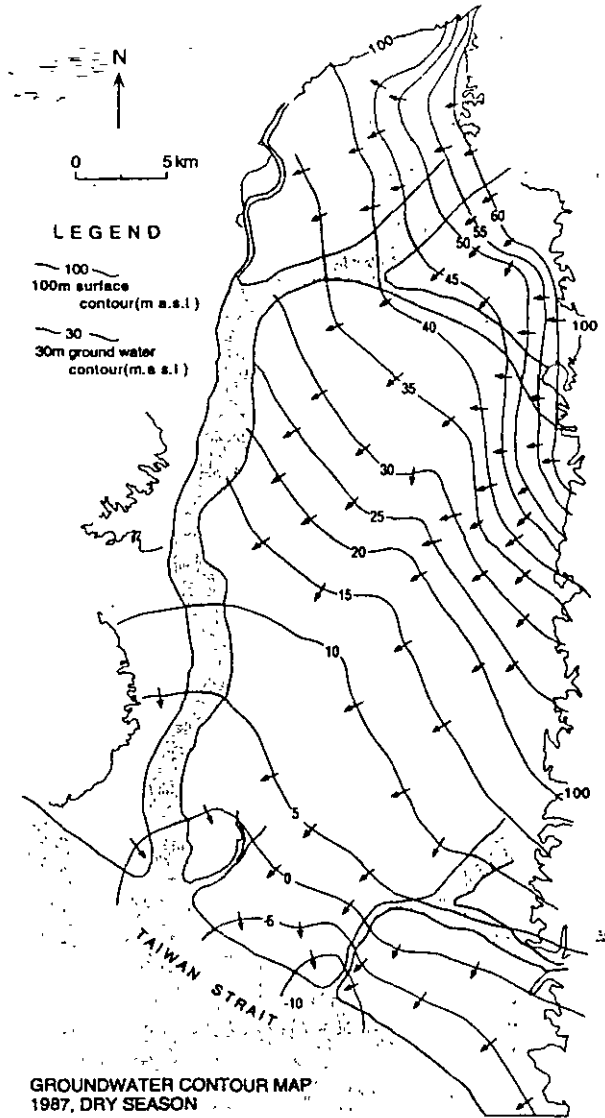 100
N
0 5 km
LEGEND
100
100m surface
contour(m a.s.l)
30
30m ground water
contour(m.a.s.l)
60
55
50
45
100
40
35
30
25
20
15
10
100
5
0
-5
-10
TAIWAN STRAIT
GROUNDWATER CONTOUR MAP
1987, DRY SEASON